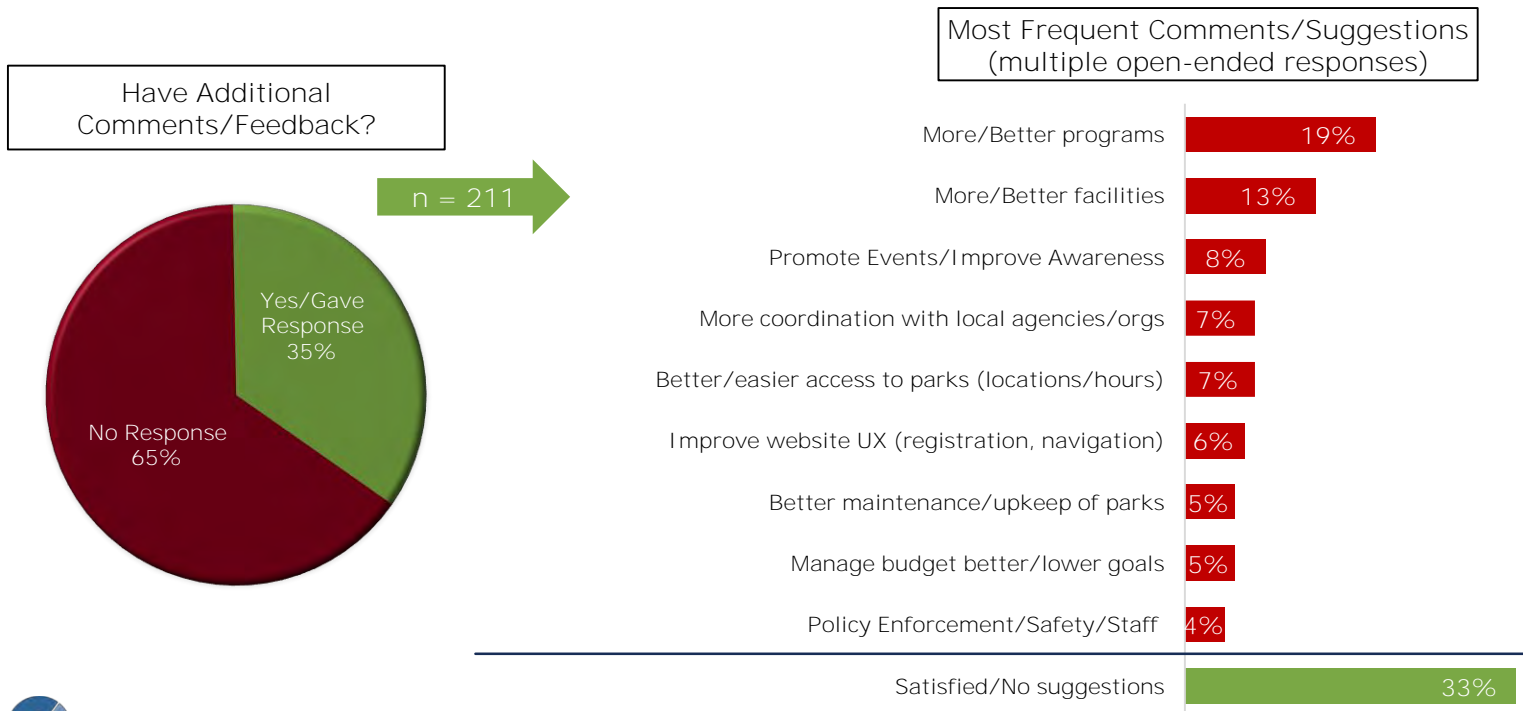 Have Additional
Comments/Feedback?
n = 211
Yes/Gave
Response
35%
No Response
65%
Most Frequent Comments/Suggestions
(multiple open-ended responses)
More/Better programs 19%
More/Better facilities 13%
Promote Events/Improve Awareness 8%
More coordination with local agencies/orgs 7%
Better/easier access to parks (locations/hours) 7%
Improve website UX (registration, navigation) 6%
Better maintenance/upkeep of parks 5%
Manage budget better/lower goals 5%
Policy Enforcement/Safety/Staff 4%
Satisfied/No suggestions 33%